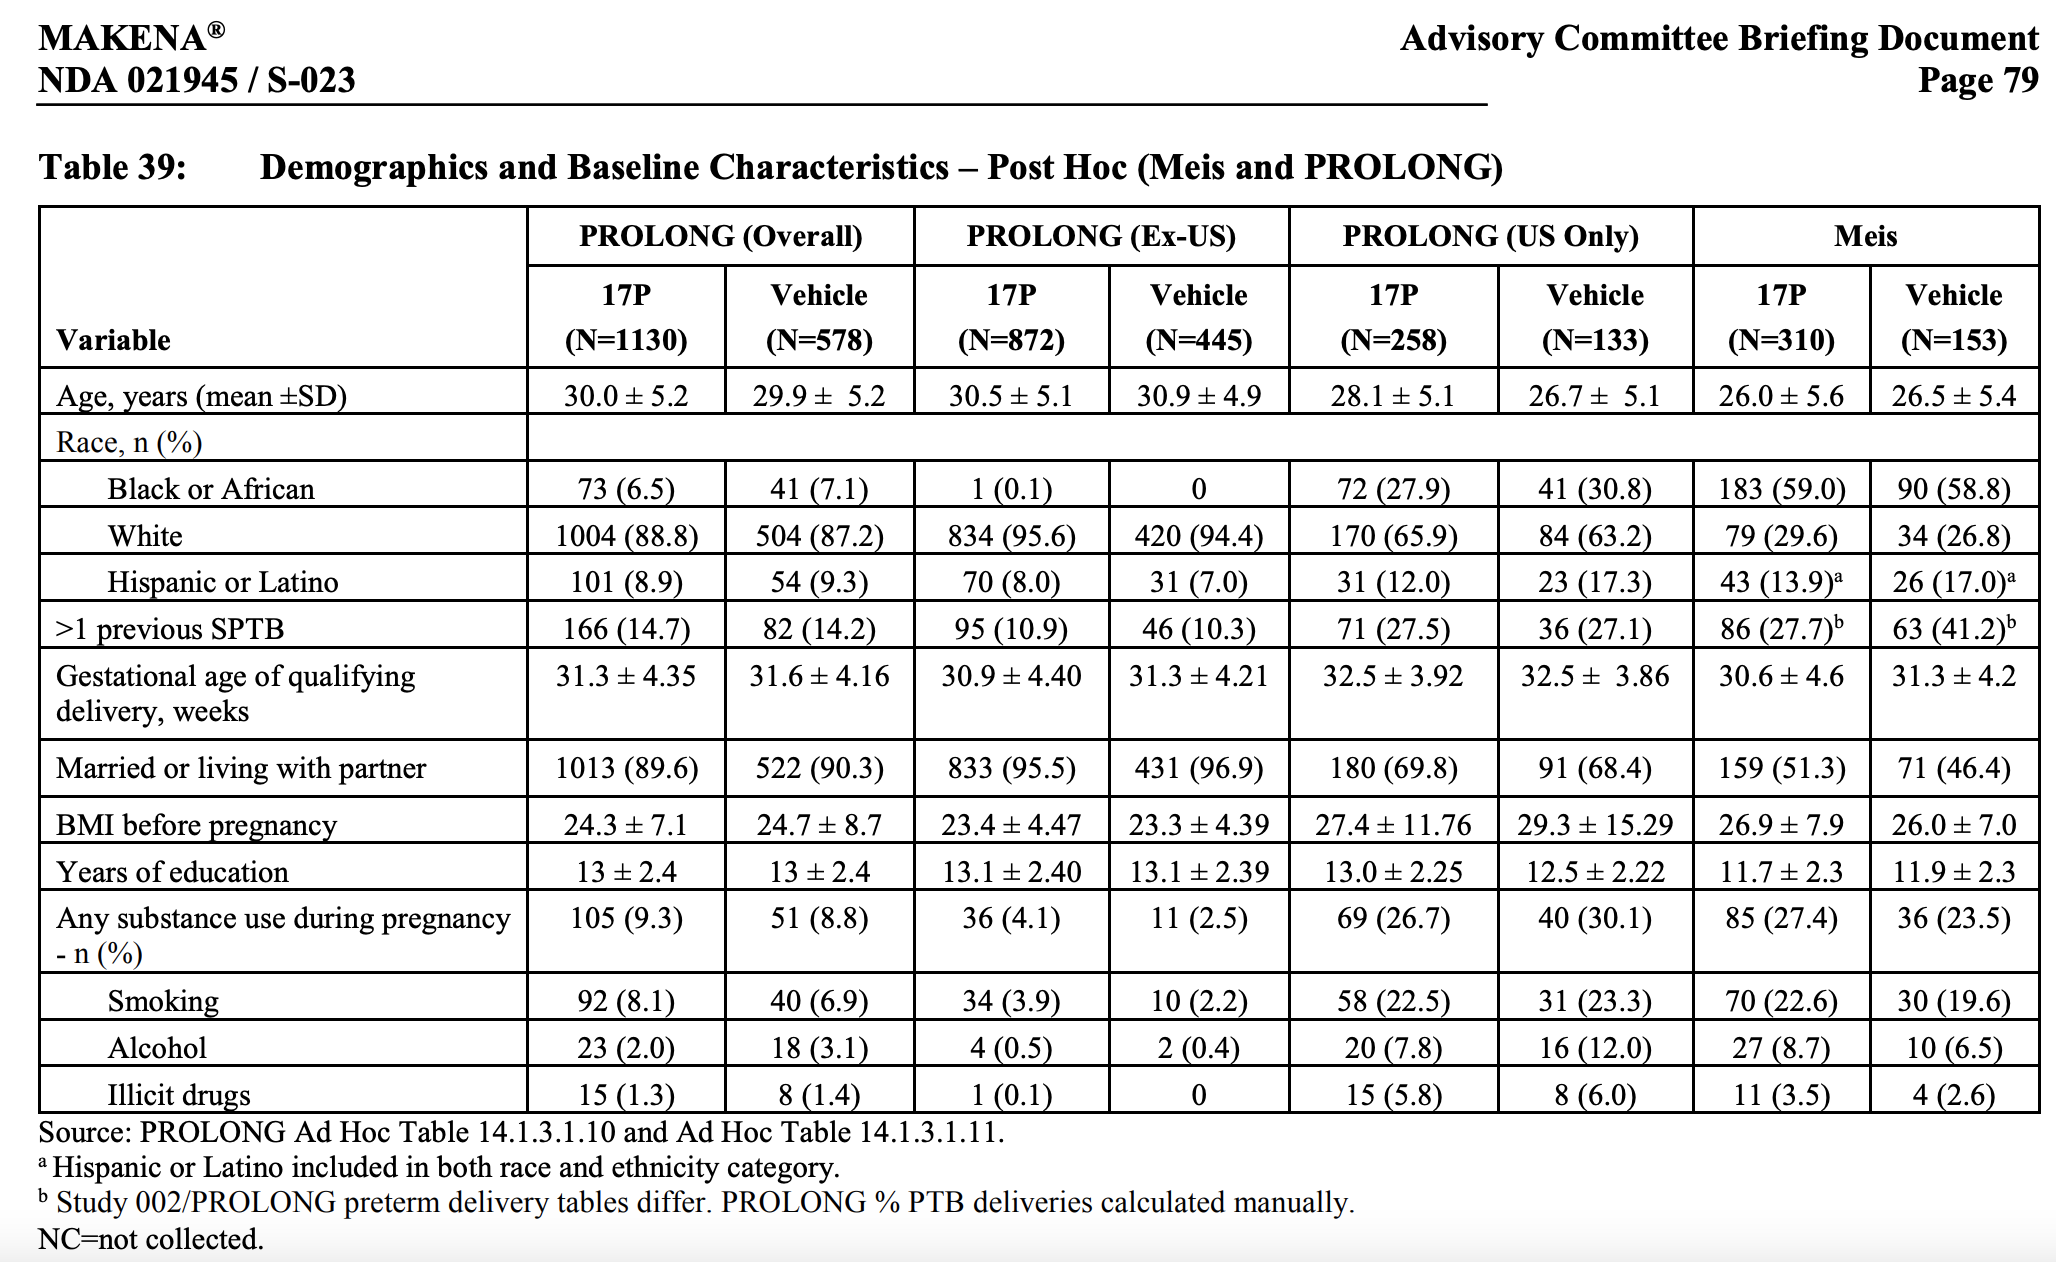 MAKENA® Advisory Committee Briefing Document
NDA 021945 / S-023 Page 79
Table 39: Demographics and Baseline Characteristics – Post Hoc (Meis and PROLONG)
PROLONG (Overall) PROLONG (Ex-US) PROLONG (US Only) Meis
17P Vehicle 17P Vehicle 17P Vehicle 17P Vehicle
Variable (N=1130) (N=578) (N=872) (N=445) (N=258) (N=133) (N=310) (N=153)
Age, years (mean ±SD) 30.0 ± 5.2 29.9 ± 5.2 30.5 ± 5.1 30.9 ± 4.9 28.1 ± 5.1 26.7 ± 5.1 26.0 ± 5.6 26.5 ± 5.4
Race, n (%)
Black or African 73 (6.5) 41 (7.1) 1 (0.1) 0 72 (27.9) 41 (30.8) 183 (59.0) 90 (58.8)
White 1004 (88.8) 504 (87.2) 834 (95.6) 420 (94.4) 170 (65.9) 84 (63.2) 79 (29.6) 34 (26.8)
Hispanic or Latino 101 (8.9) 54 (9.3) 70 (8.0) 31 (7.0) 31 (12.0) 23 (17.3) 43 (13.9)ᵃ 26 (17.0)ᵃ
>1 previous SPTB 166 (14.7) 82 (14.2) 95 (10.9) 46 (10.3) 71 (27.5) 36 (27.1) 86 (27.7)ᵇ 63 (41.2)ᵇ
Gestational age of qualifying 31.3 ± 4.35 31.6 ± 4.16 30.9 ± 4.40 31.3 ± 4.21 32.5 ± 3.92 32.5 ± 3.86 30.6 ± 4.6 31.3 ± 4.2
delivery, weeks
Married or living with partner 1013 (89.6) 522 (90.3) 833 (95.5) 431 (96.9) 180 (69.8) 91 (68.4) 159 (51.3) 71 (46.4)
BMI before pregnancy 24.3 ± 7.1 24.7 ± 8.7 23.4 ± 4.47 23.3 ± 4.39 27.4 ± 11.76 29.3 ± 15.29 26.9 ± 7.9 26.0 ± 7.0
Years of education 13 ± 2.4 13 ± 2.4 13.1 ± 2.40 13.1 ± 2.39 13.0 ± 2.25 12.5 ± 2.22 11.7 ± 2.3 11.9 ± 2.3
Any substance use during pregnancy 105 (9.3) 51 (8.8) 36 (4.1) 11 (2.5) 69 (26.7) 40 (30.1) 85 (27.4) 36 (23.5)
- n (%)
Smoking 92 (8.1) 40 (6.9) 34 (3.9) 10 (2.2) 58 (22.5) 31 (23.3) 70 (22.6) 30 (19.6)
Alcohol 23 (2.0) 18 (3.1) 4 (0.5) 2 (0.4) 20 (7.8) 16 (12.0) 27 (8.7) 10 (6.5)
Illicit drugs 15 (1.3) 8 (1.4) 1 (0.1) 0 15 (5.8) 8 (6.0) 11 (3.5) 4 (2.6)
Source: PROLONG Ad Hoc Table 14.1.3.1.10 and Ad Hoc Table 14.1.3.1.11.
ᵃ Hispanic or Latino included in both race and ethnicity category.
ᵇ Study 002/PROLONG preterm delivery tables differ. PROLONG % PTB deliveries calculated manually.
NC=not collected.